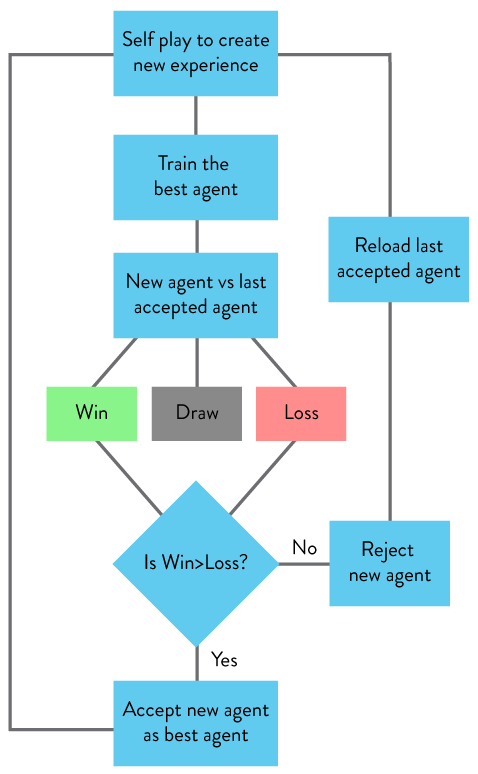 Self play to create
new experience
Train the
best agent
New agent vs last
accepted agent
Reload last
accepted agent
Win
Draw
Loss
Is Win>Loss?
No
Reject
new agent
Yes
Accept new agent
as best agent